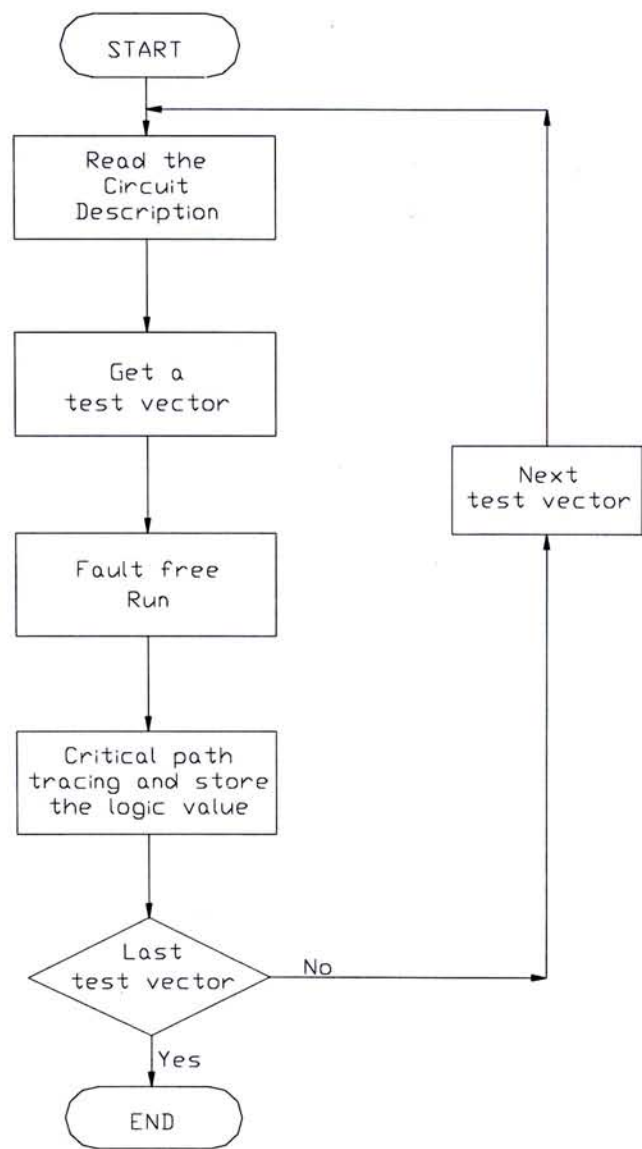 START
Read the
Circuit
Description
Get a
test vector
Next
test vector
Fault free
Run
Critical path
tracing and store
the logic value
Last
test vector
No
Yes
END